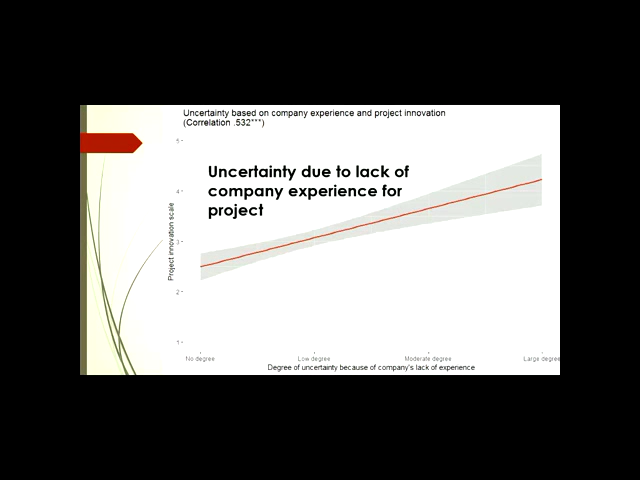 Uncertainty based on company experience and project innovation
(Correlation .532***)
Uncertainty due to lack of
company experience for
project
Project innovation scale
5
4
3
2
1
No degree
Low degree
Moderate degree
Large degree
Degree of uncertainty because of company's lack of experience